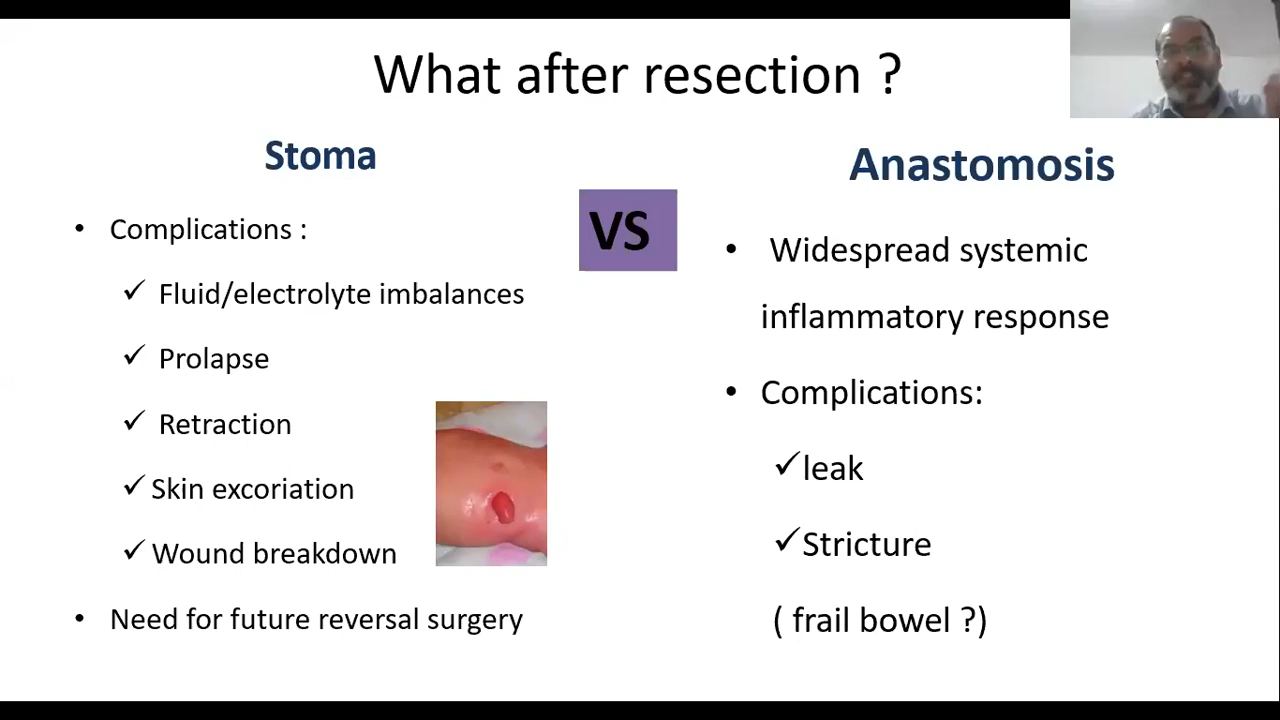 What after resection ?
Stoma
• Complications :
✓ Fluid/electrolyte imbalances
✓ Prolapse
✓ Retraction
✓ Skin excoriation
✓ Wound breakdown
• Need for future reversal surgery
VS
Anastomosis
• Widespread systemic
inflammatory response
• Complications:
✓leak
✓Stricture
( frail bowel ?)